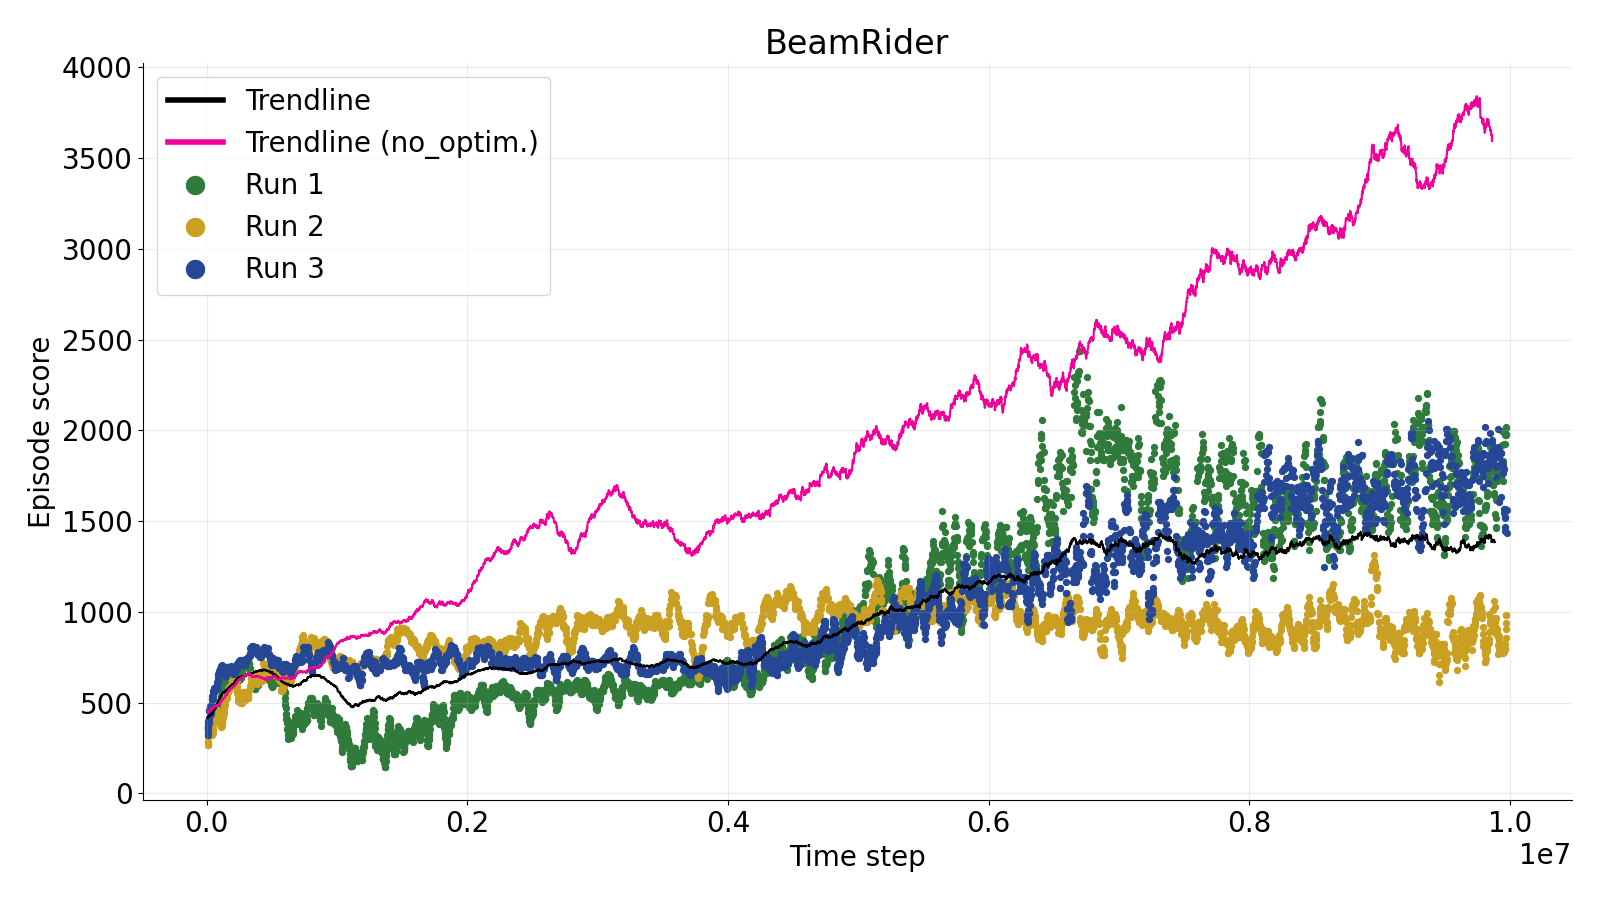 BeamRider
Trendline
Trendline (no_optim.)
Run 1
Run 2
Run 3
Episode score
4000
3500
3000
2500
2000
1500
1000
500
0
0.0 0.2 0.4 0.6 0.8 1.0
1e7
Time step